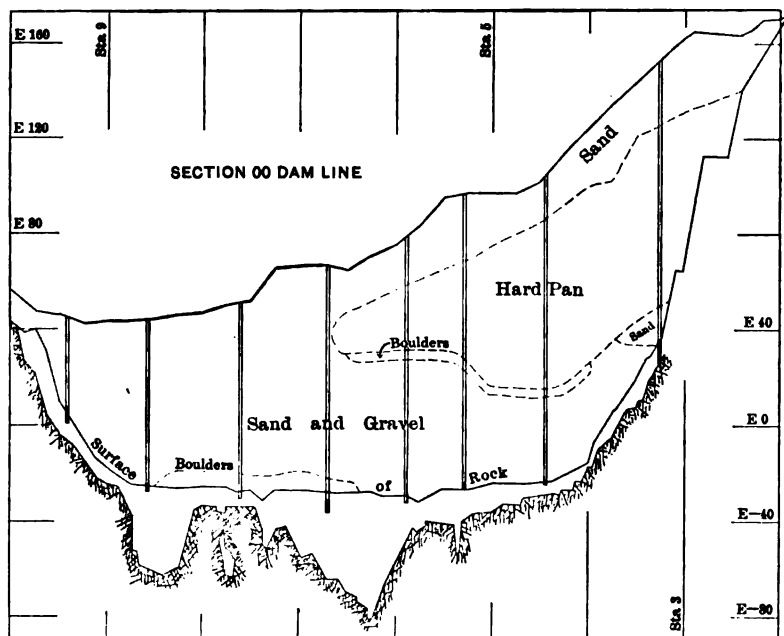 E 160
Sta 9
Sta 5
E 120
Sand
SECTION 00 DAM LINE
E 80
Hard Pan
Boulders
Sand
E 40
Sand and Gravel
E 0
Surface of Rock
Boulders
E-40
Sta 3
E-80